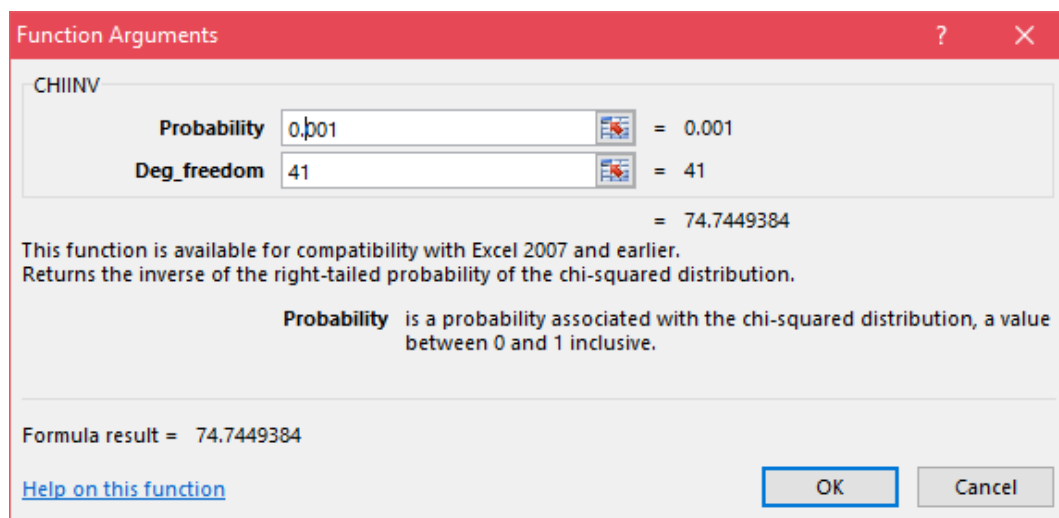 Function Arguments ? ×
CHIINV
Probability 0.001 = 0.001
Deg_freedom 41 = 41
= 74.7449384
This function is available for compatibility with Excel 2007 and earlier.
Returns the inverse of the right-tailed probability of the chi-squared distribution.
Probability is a probability associated with the chi-squared distribution, a value
between 0 and 1 inclusive.
Formula result = 74.7449384
Help on this function OK Cancel